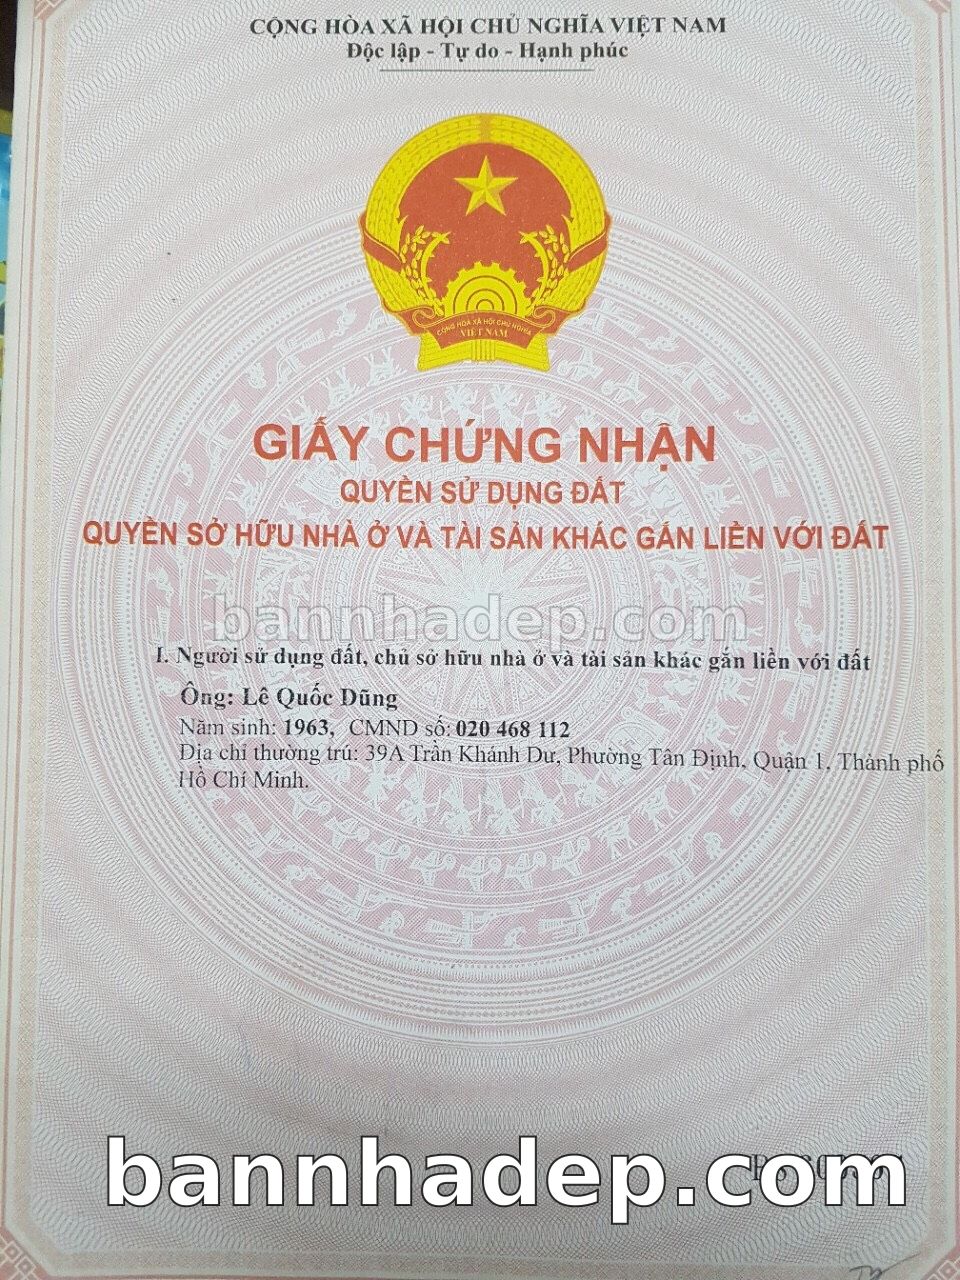 CỘNG HÒA XÃ HỘI CHỦ NGHĨA VIỆT NAM
Độc lập - Tự do - Hạnh phúc
CỘNG HÒA XÃ HỘI CHỦ NGHĨA
VIỆT NAM
GIẤY CHỨNG NHẬN
QUYỀN SỬ DỤNG ĐẤT
QUYỀN SỞ HỮU NHÀ Ở VÀ TÀI SẢN KHÁC GẮN LIỀN VỚI ĐẤT
bannhadep.com
I. Người sử dụng đất, chủ sở hữu nhà ở và tài sản khác gắn liền với đất
Ông: Lê Quốc Dũng
Năm sinh: 1963, CMND số: 020 468 112
Địa chỉ thường trú: 39A Trần Khánh Dư, Phường Tân Định, Quận 1, Thành phố
Hồ Chí Minh.
bannhadep.com